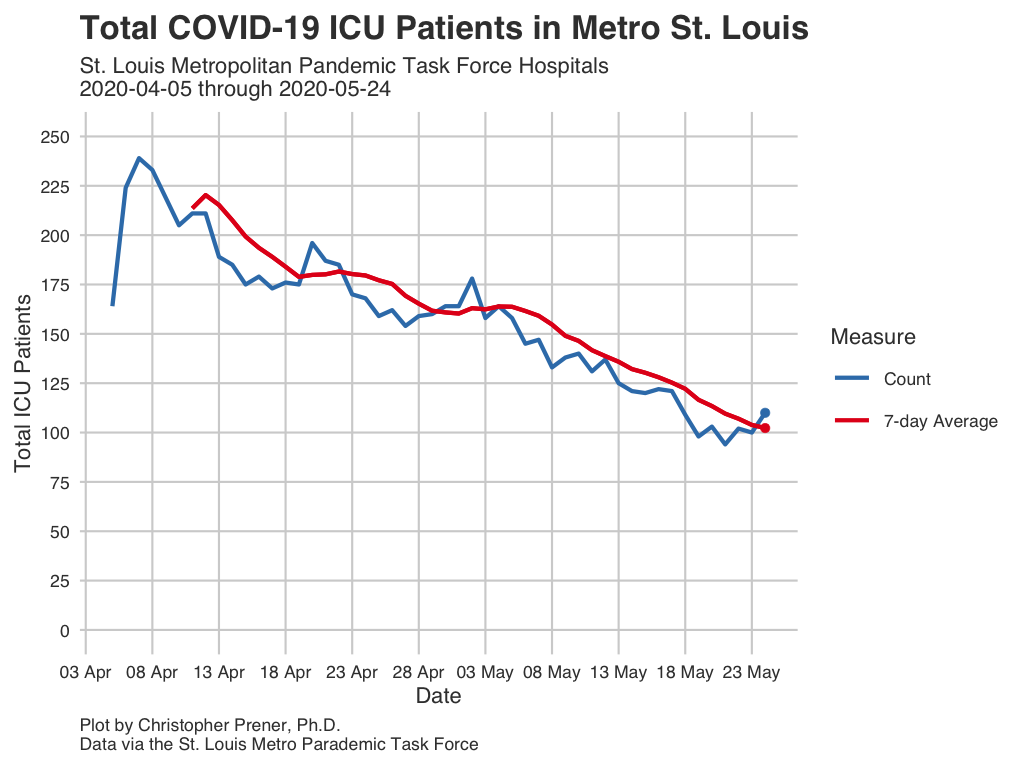 Total COVID-19 ICU Patients in Metro St. Louis
St. Louis Metropolitan Pandemic Task Force Hospitals
2020-04-05 through 2020-05-24
250
225
200
175
150
125
100
75
50
25
0
Total ICU Patients
03 Apr 08 Apr 13 Apr 18 Apr 23 Apr 28 Apr 03 May 08 May 13 May 18 May 23 May
Date
Measure
Count
7-day Average
Plot by Christopher Prener, Ph.D.
Data via the St. Louis Metro Parademic Task Force